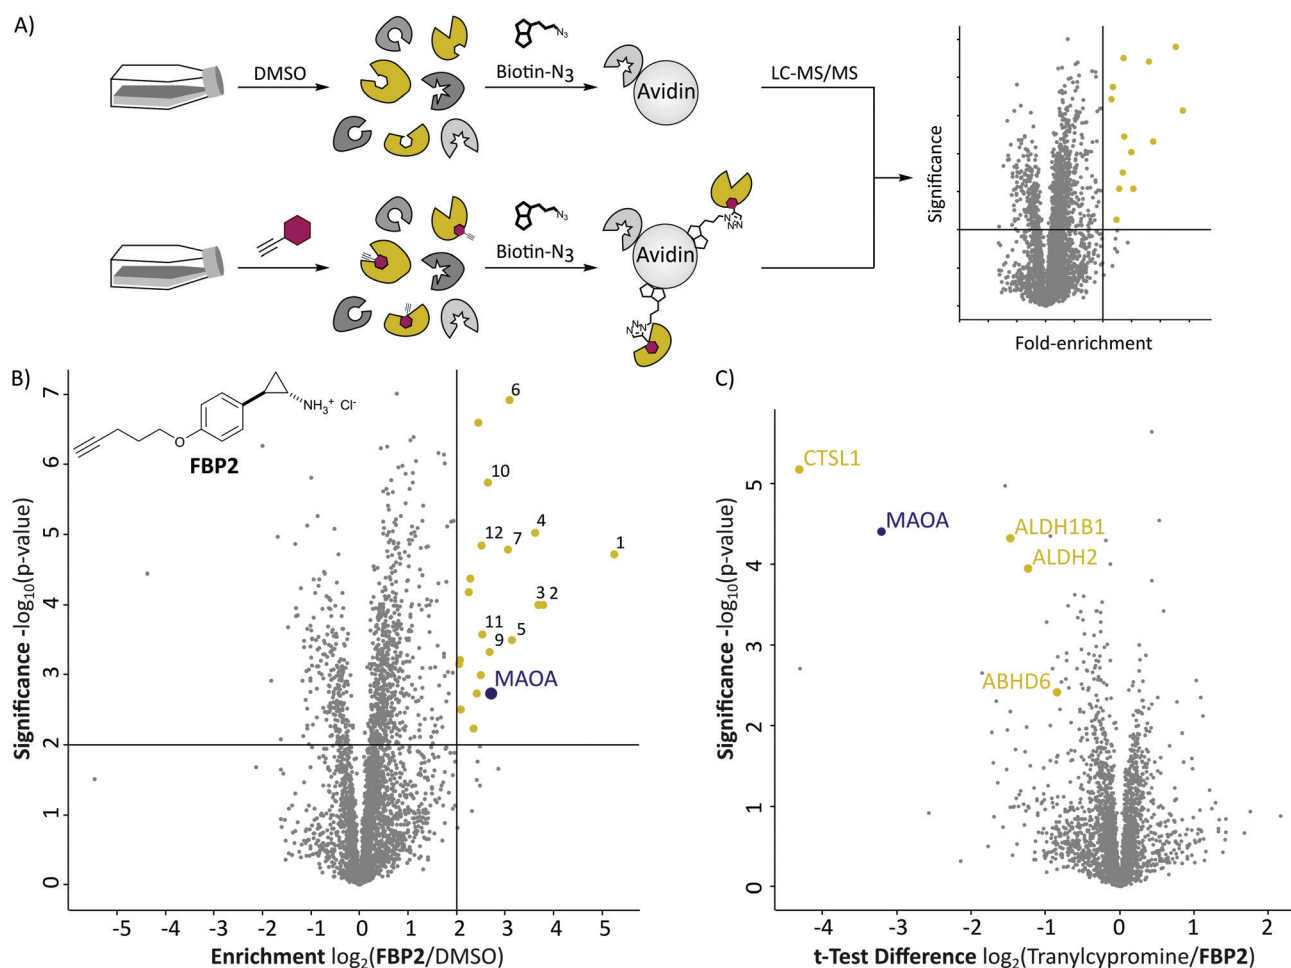 A)
DMSO
N3
Biotin-N3
Avidin
LC-MS/MS
Significance
Fold-enrichment
N3
Biotin-N3
Avidin
N
N
N
N
N
N
B)
NH3+ Cl-
O
FBP2
6
10
4
12
7
1
3 2
11
5
9
MAOA
7
6
5
4
3
2
1
0
Significance -log10(p-value)
-5 -4 -3 -2 -1 0 1 2 3 4 5
Enrichment log2(FBP2/DMSO)
C)
CTSL1
MAOA
ALDH1B1
ALDH2
ABHD6
5
4
3
2
1
0
Significance -log10(p-value)
-4 -3 -2 -1 0 1 2
t-Test Difference log2(Tranylcypromine/FBP2)